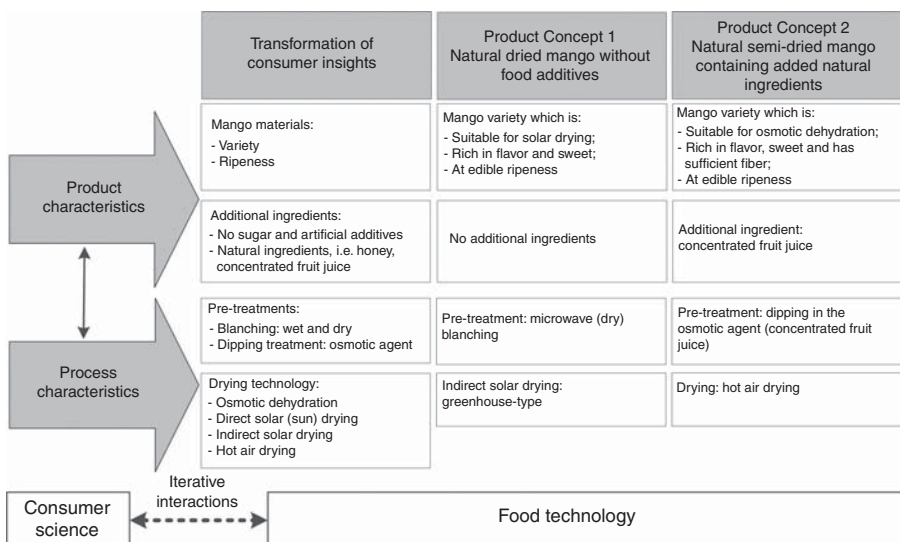 Transformation of
consumer insights
Product Concept 1
Natural dried mango without
food additives
Product Concept 2
Natural semi-dried mango
containing added natural
ingredients
Product
characteristics
Mango materials:
- Variety
- Ripeness
Mango variety which is:
- Suitable for solar drying;
- Rich in flavor and sweet;
- At edible ripeness
Mango variety which is:
- Suitable for osmotic dehydration;
- Rich in flavor, sweet and has
sufficient fiber;
- At edible ripeness
Additional ingredients:
- No sugar and artificial additives
- Natural ingredients, i.e. honey,
concentrated fruit juice
No additional ingredients
Additional ingredient:
concentrated fruit juice
Process
characteristics
Pre-treatments:
- Blanching: wet and dry
- Dipping treatment: osmotic agent
Pre-treatment: microwave (dry)
blanching
Pre-treatment: dipping in the
osmotic agent (concentrated fruit
juice)
Drying technology:
- Osmotic dehydration
- Direct solar (sun) drying
- Indirect solar drying
- Hot air drying
Indirect solar drying:
greenhouse-type
Drying: hot air drying
Consumer
science
Iterative
interactions
Food technology